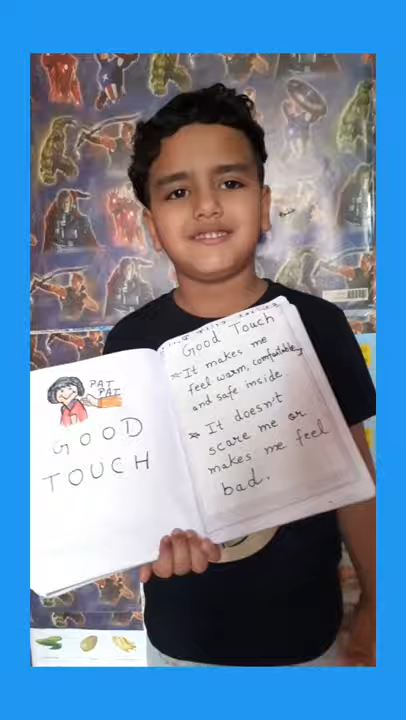 PAT
PAT
GOOD
TOUCH
Good Touch
It makes me
feel warm, comfortable,
and safe inside.
It doesn't
scare me or
makes me feel
bad.